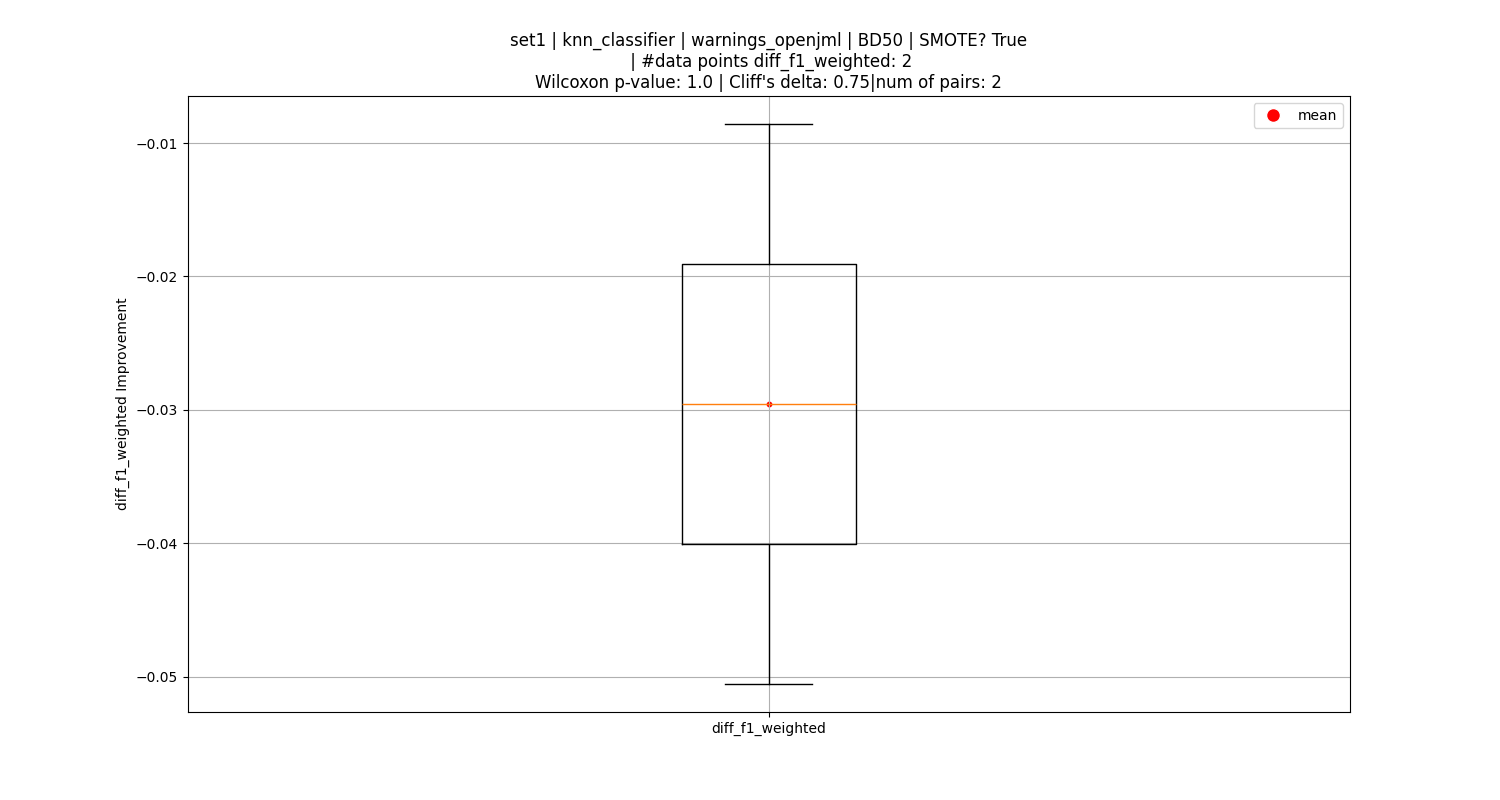 set1 | knn_classifier | warnings_openjml | BD50 | SMOTE? True
| #data points diff_f1_weighted: 2
Wilcoxon p-value: 1.0 | Cliff's delta: 0.75|num of pairs: 2
mean
−0.01
−0.02
−0.03
−0.04
−0.05
diff_f1_weighted Improvement
diff_f1_weighted